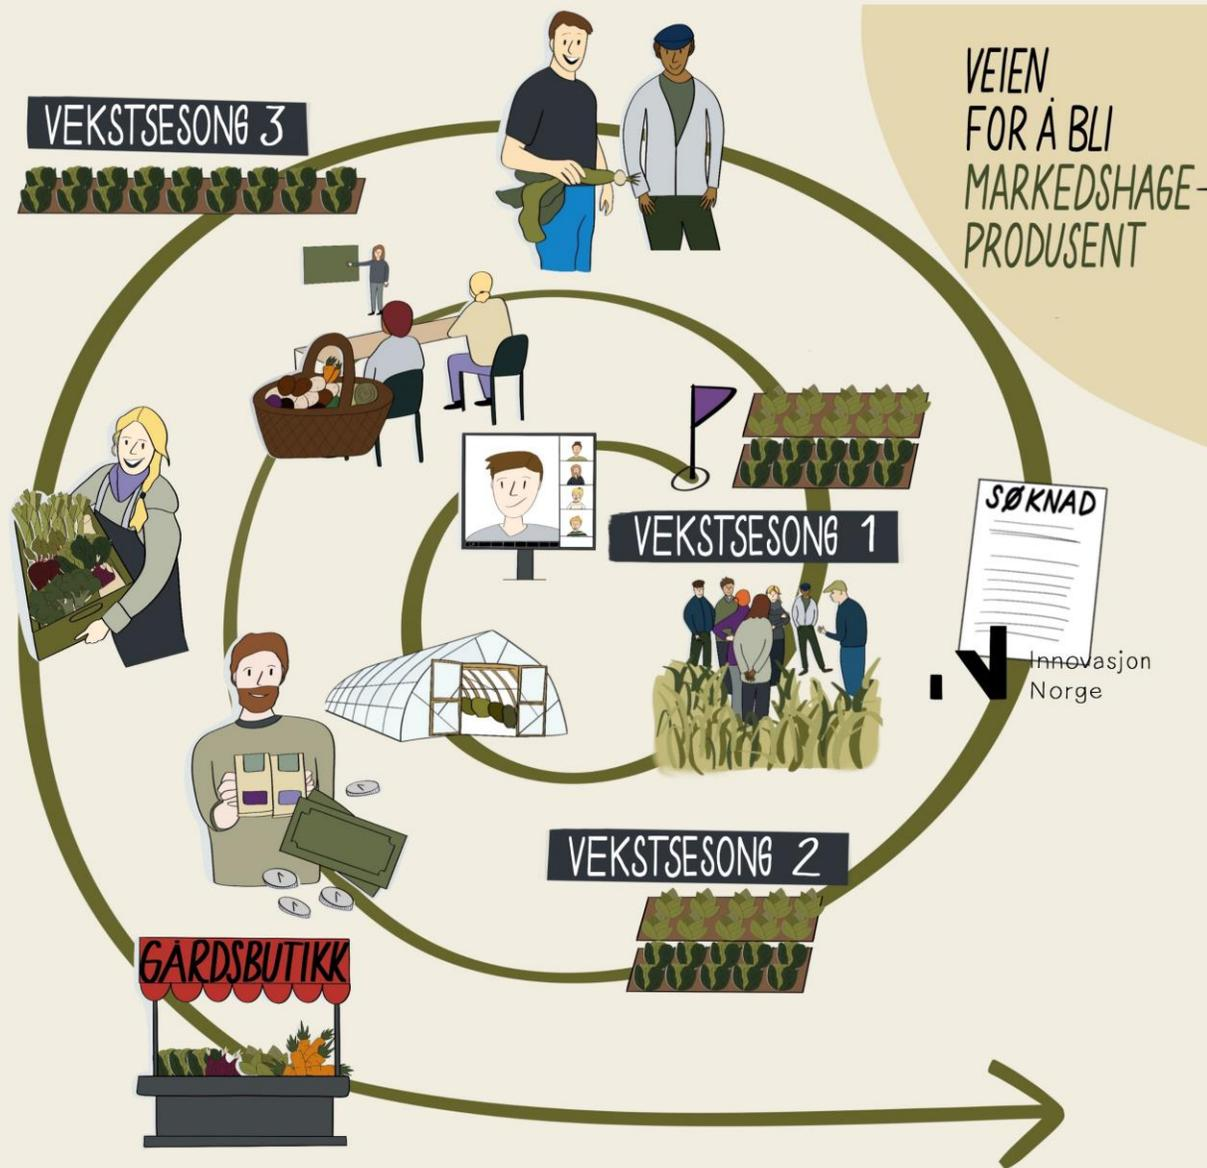 VEIEN
FOR Å BLI
MARKEDSHAGE-
PRODUSENT
VEKSTSESONG 3
VEKSTSESONG 1
SØKNAD
Innovasjon
Norge
VEKSTSESONG 2
GÅRDSBUTIKK